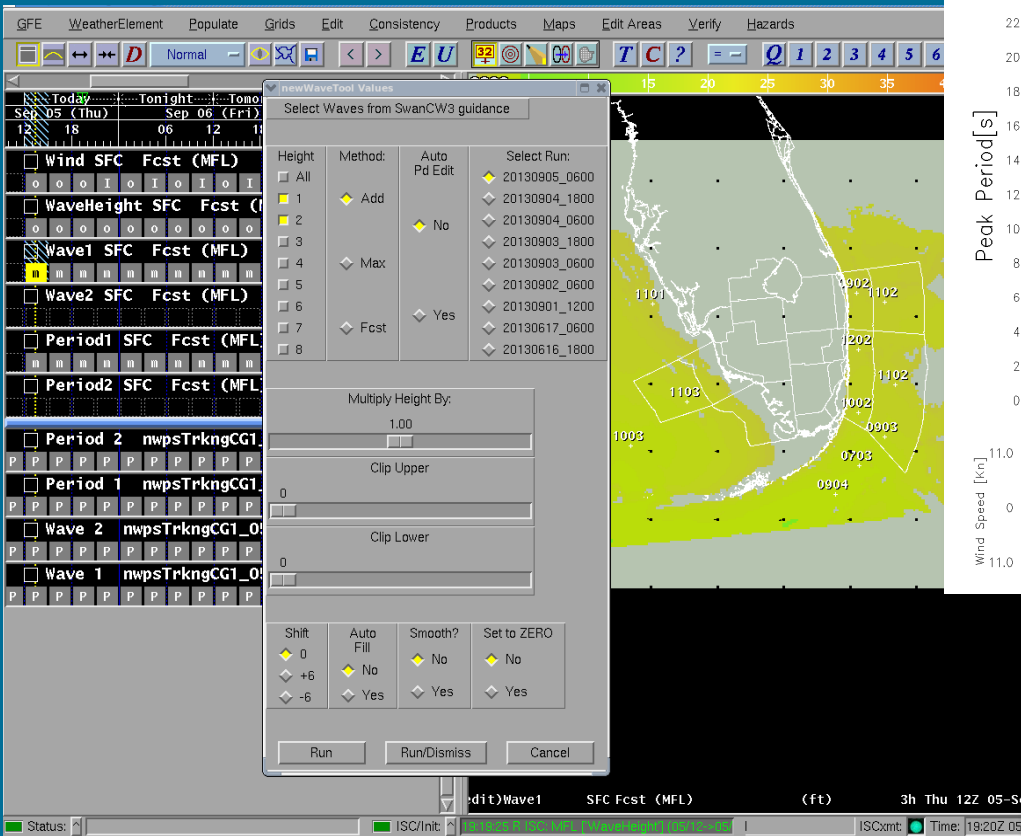 GFE WeatherElement Populate Grids Edit Consistency Products Maps Edit Areas Verify Hazards
D Normal < > E U 32 T C ? = Q 1 2 3 4 5 6
Today Tonight
Sep 05 (Thu) Sep 06 (Fri)
12 18 06 12
Wind SFC Fcst (MFL)
o o o I o I o I o I
WaveHeight SFC Fcst
o o o o o o o o o o
Wave1 SFC Fcst (MFL)
m m m m m m m m m m
Wave2 SFC Fcst (MFL)
Period1 SFC Fcst (MFL
m m m m m m m m m m
Period2 SFC Fcst (MFL
Period 2 nwpsTrkngCG1_
P P P P P P P P P P P
Period 1 nwpsTrkngCG1_
P P P P P P P P P P P
Wave 2 nwpsTrkngCG1_05
P P P P P P P P P P P
Wave 1 nwpsTrkngCG1_05
P P P P P P P P P P P
newWaveTool Values
Select Waves from SwanCW3 guidance
Height
All
1
2
3
4
5
6
7
8
Method:
Add
Max
Fcst
Auto
Pd Edit
No
Yes
Select Run:
20130905_0600
20130904_1800
20130904_0600
20130903_1800
20130903_0600
20130902_0600
20130901_1200
20130617_0600
20130616_1800
Multiply Height By:
1.00
Clip Upper
0
Clip Lower
0
Shift
0
+6
-6
Auto
Fill
No
Yes
Smooth?
No
Yes
Set to ZERO
No
Yes
Run Run/Dismiss Cancel
15 20 25 30 35
1101
0902
1102
1202
1103
1102
1002
1003
0903
0703
0904
edit)Wave1 SFC Fcst (MFL) (ft) 3h Thu 12Z 05-Se
Peak Period[s]
22
20
18
16
14
12
10
8
6
4
2
0
Wind Speed [Kn]
11.0
0
11.0
Status: ISC/Init: 19:19:25 R ISC: MFL ['WaveHeight'] (05/12->05/ ISCxmt: Time: 19:20Z 05